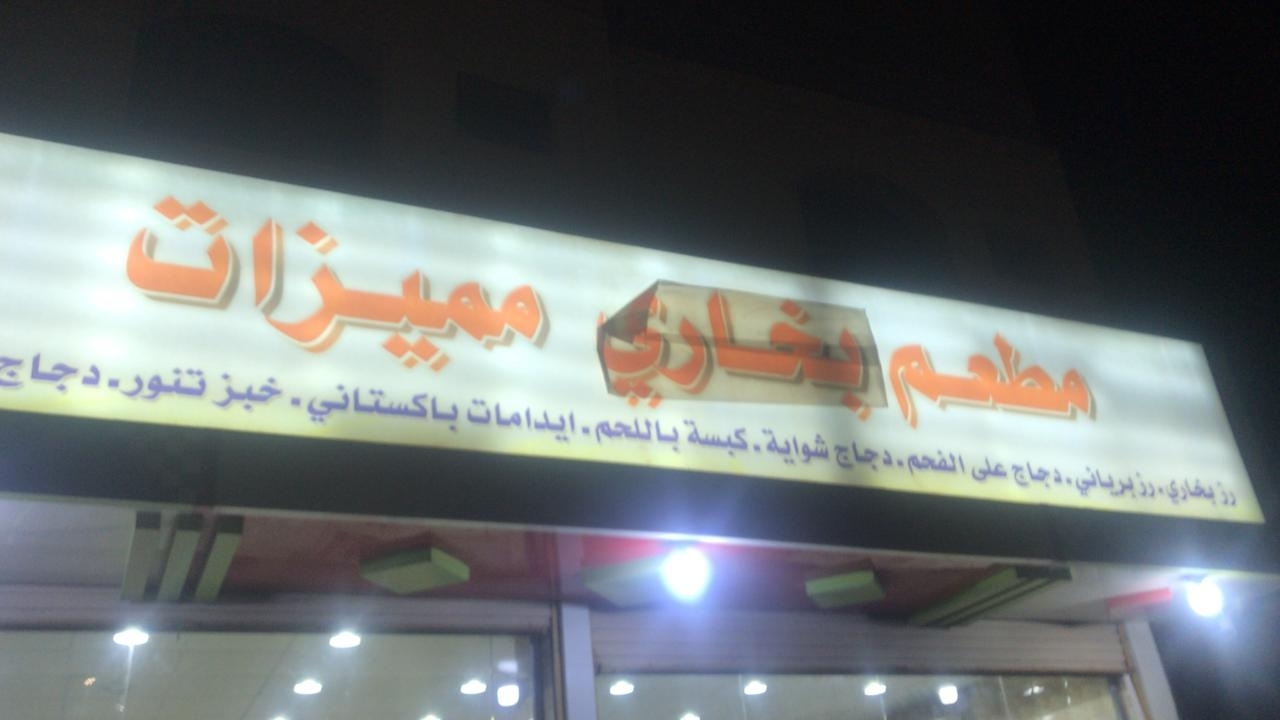 مطعم بخاري مميزات
رز بخاري . رز برياني . دجاج على الفحم . دجاج شواية . كبسة باللحم . ايدامات باكستاني . خبز تنور . دجاج